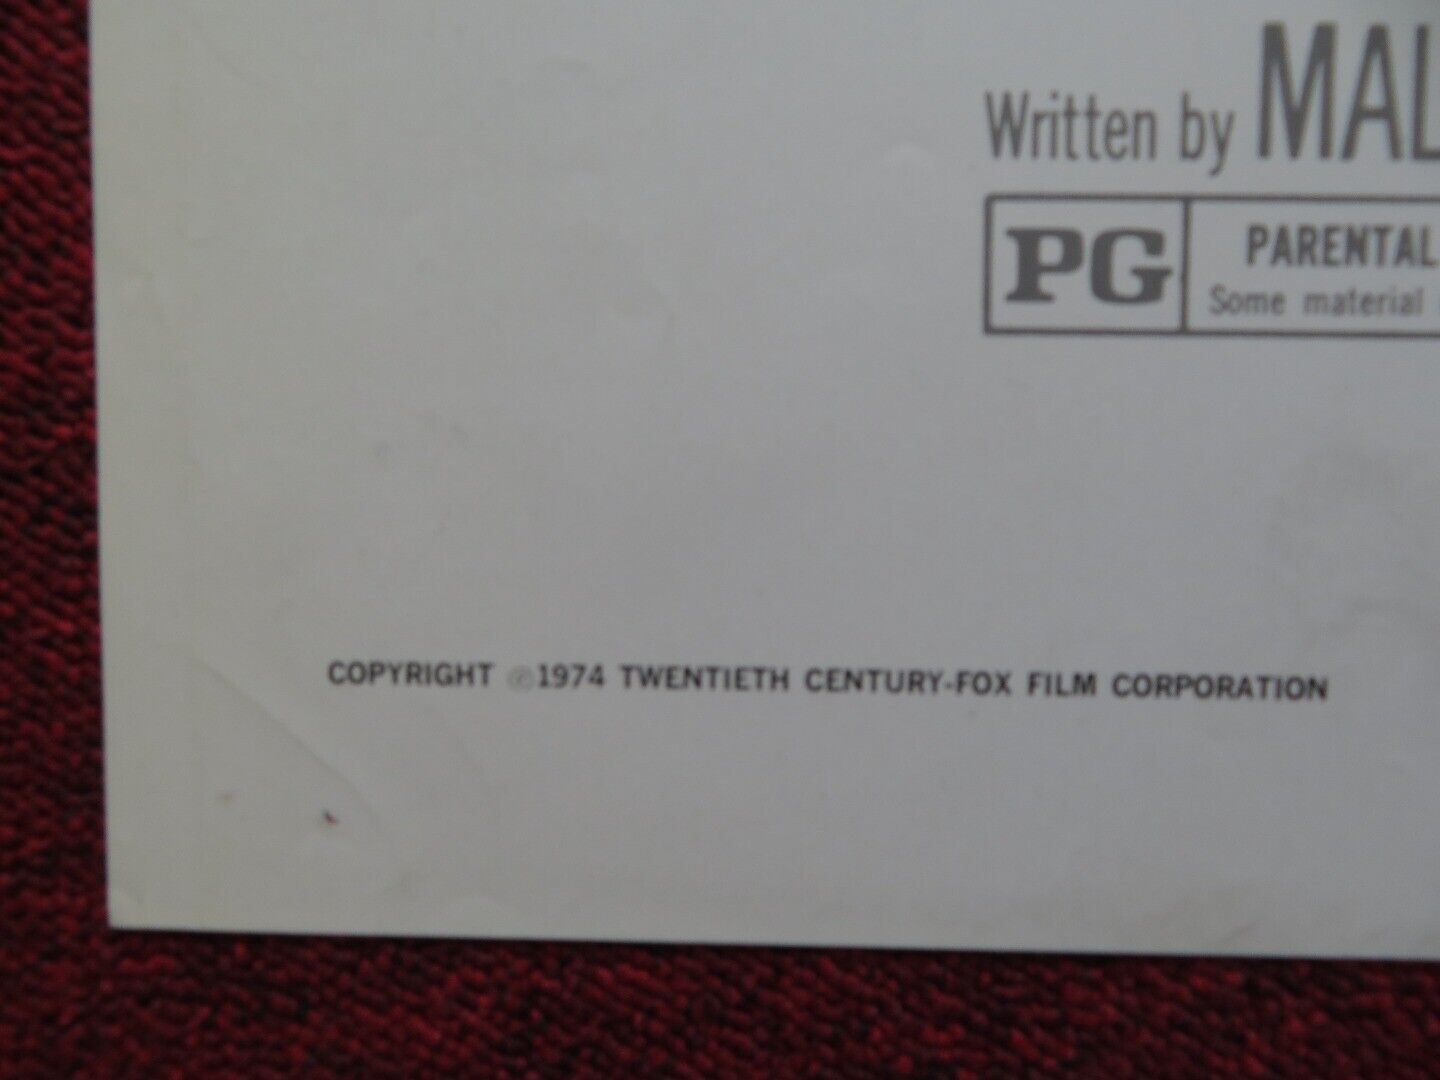 Written by MAL
PG PARENTAL
Some material
COPYRIGHT ©1974 TWENTIETH CENTURY-FOX FILM CORPORATION